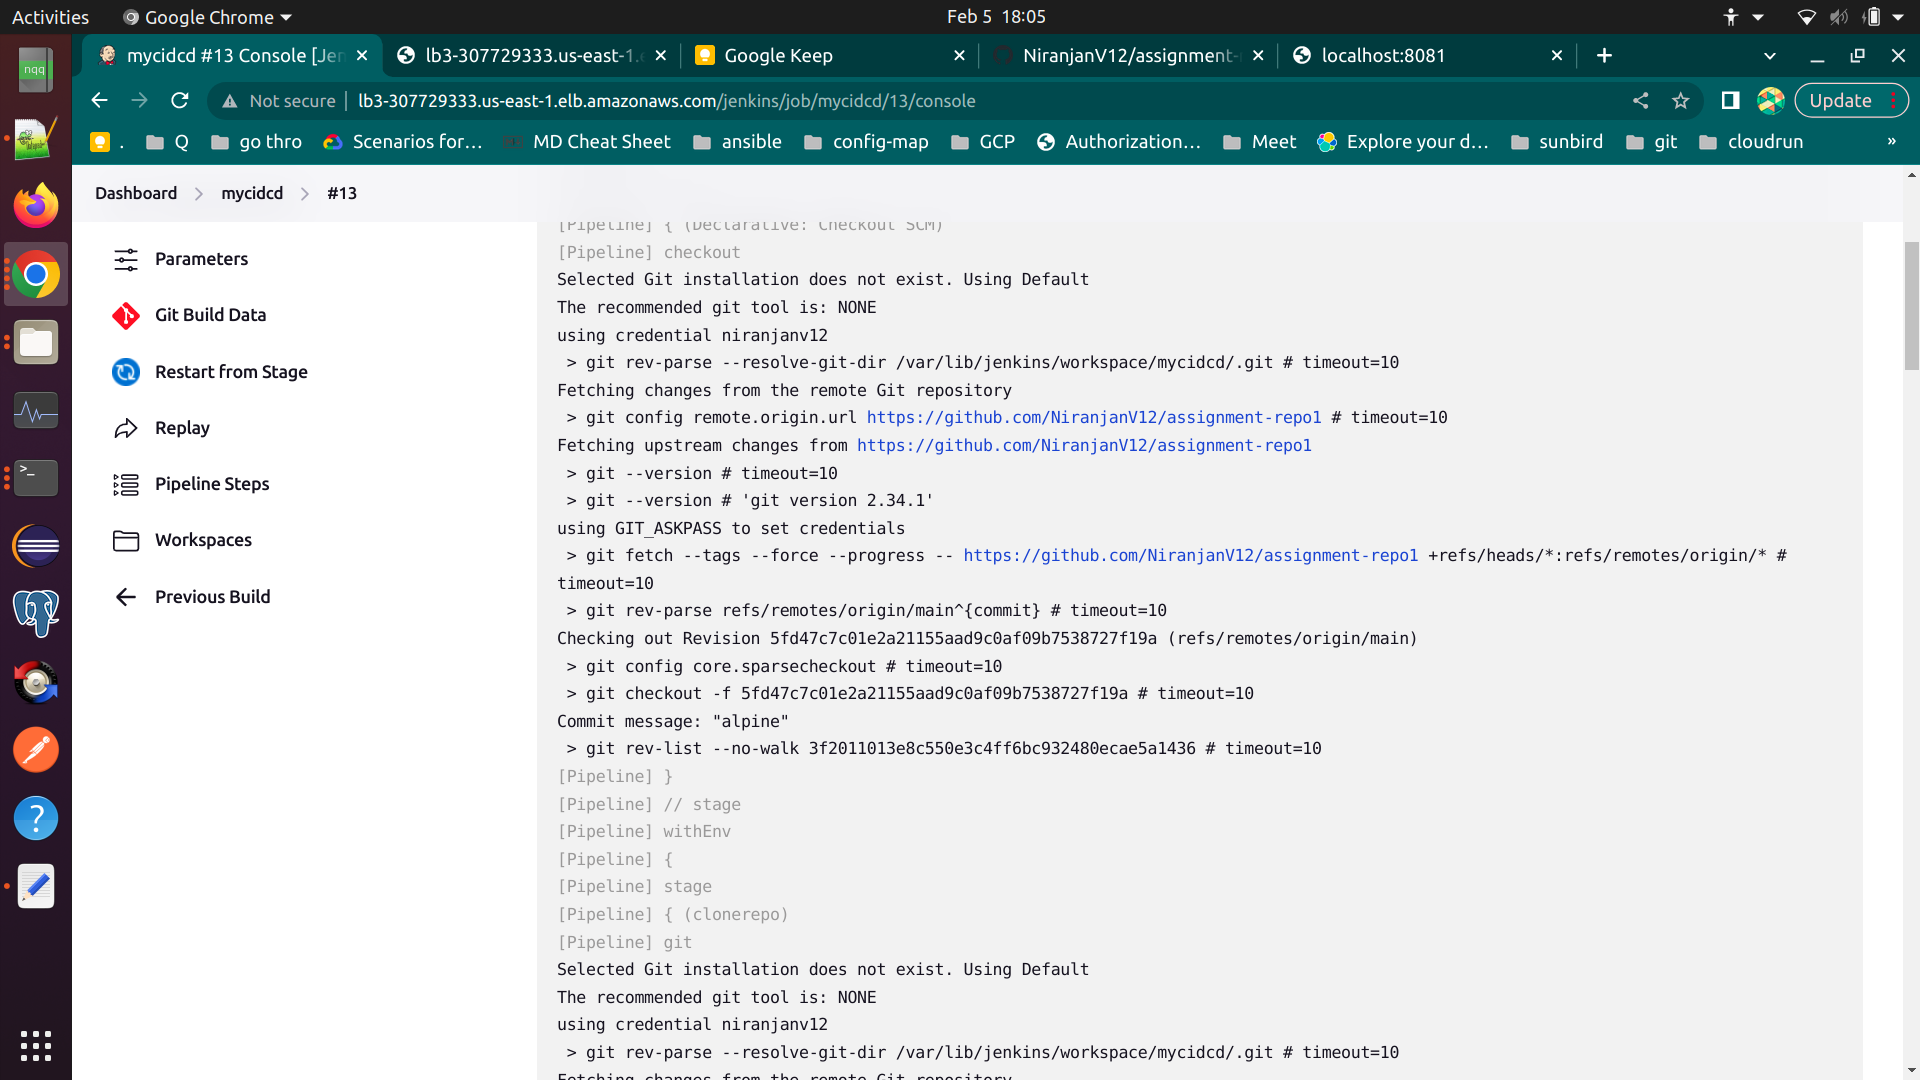 Activities
Google Chrome
Feb 5 18:05
nqq
mycidcd #13 Console [Jen
lb3-307729333.us-east-1.
Google Keep
NiranjanV12/assignment-
localhost:8081
Not secure
lb3-307729333.us-east-1.elb.amazonaws.com/jenkins/job/mycidcd/13/console
Update
.
Q
go thro
Scenarios for…
MD Cheat Sheet
ansible
config-map
GCP
Authorization…
Meet
Explore your d…
sunbird
git
cloudrun
»
Dashboard
mycidcd
#13
Parameters
Git Build Data
Restart from Stage
Replay
Pipeline Steps
Workspaces
Previous Build
[Pipeline] { (Declarative: Checkout SCM)
[Pipeline] checkout
Selected Git installation does not exist. Using Default
The recommended git tool is: NONE
using credential niranjanv12
> git rev-parse --resolve-git-dir /var/lib/jenkins/workspace/mycidcd/.git # timeout=10
Fetching changes from the remote Git repository
> git config remote.origin.url https://github.com/NiranjanV12/assignment-repo1 # timeout=10
Fetching upstream changes from https://github.com/NiranjanV12/assignment-repo1
> git --version # timeout=10
> git --version # 'git version 2.34.1'
using GIT_ASKPASS to set credentials
> git fetch --tags --force --progress -- https://github.com/NiranjanV12/assignment-repo1 +refs/heads/*:refs/remotes/origin/* #
timeout=10
> git rev-parse refs/remotes/origin/main^{commit} # timeout=10
Checking out Revision 5fd47c7c01e2a21155aad9c0af09b7538727f19a (refs/remotes/origin/main)
> git config core.sparsecheckout # timeout=10
> git checkout -f 5fd47c7c01e2a21155aad9c0af09b7538727f19a # timeout=10
Commit message: "alpine"
> git rev-list --no-walk 3f2011013e8c550e3c4ff6bc932480ecae5a1436 # timeout=10
[Pipeline] }
[Pipeline] // stage
[Pipeline] withEnv
[Pipeline] {
[Pipeline] stage
[Pipeline] { (clonerepo)
[Pipeline] git
Selected Git installation does not exist. Using Default
The recommended git tool is: NONE
using credential niranjanv12
> git rev-parse --resolve-git-dir /var/lib/jenkins/workspace/mycidcd/.git # timeout=10
Fetching changes from the remote Git repository